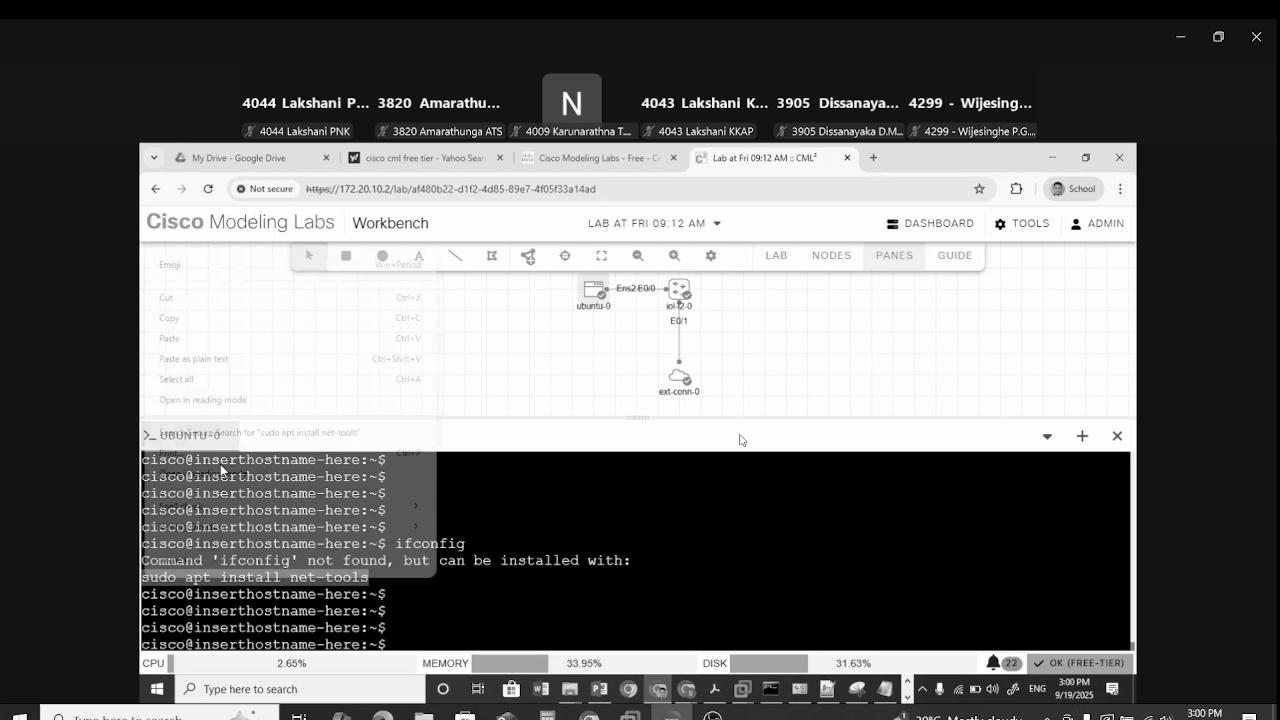 4044 Lakshani P... 3820 Amarathu... N 4043 Lakshani K... 3905 Dissanaya... 4299 - Wijesing...
4044 Lakshani PNK 3820 Amarathunga ATS 4009 Karunarathna T... 4043 Lakshani KKAP 3905 Dissanayaka D.M... 4299 - Wijesinghe P.G....
My Drive - Google Drive cisco cml free tier - Yahoo Sear Cisco Modeling Labs - Free - Ci Lab at Fri 09:12 AM :: CML²
Not secure https://172.20.10.2/lab/af480b22-d1f2-4d85-89e7-4f05f33a14ad School
Cisco Modeling Labs Workbench LAB AT FRI 09:12 AM DASHBOARD TOOLS ADMIN
A LAB NODES PANES GUIDE
Emoji Win+Period
Cut Ctrl+X
Copy Ctrl+C
Paste Ctrl+V
Paste as plain text Ctrl+Shift+V
Select all Ctrl+A
Open in reading mode
Search for "sudo apt install net-tools"
Print... Ctrl+P
Ens2 E0/0
ubuntu-0 iol-l2-0
E0/1
ext-conn-0
UBUNTU-0
cisco@inserthostname-here:~$
cisco@inserthostname-here:~$
cisco@inserthostname-here:~$
cisco@inserthostname-here:~$
cisco@inserthostname-here:~$
cisco@inserthostname-here:~$ ifconfig
Command 'ifconfig' not found, but can be installed with:
sudo apt install net-tools
cisco@inserthostname-here:~$
cisco@inserthostname-here:~$
cisco@inserthostname-here:~$
cisco@inserthostname-here:~$
CPU 2.65% MEMORY 33.95% DISK 31.63% 22 OK (FREE-TIER)
Type here to search ENG 3:00 PM
9/19/2025
Type here to search Mostly cloudy 3:00 PM